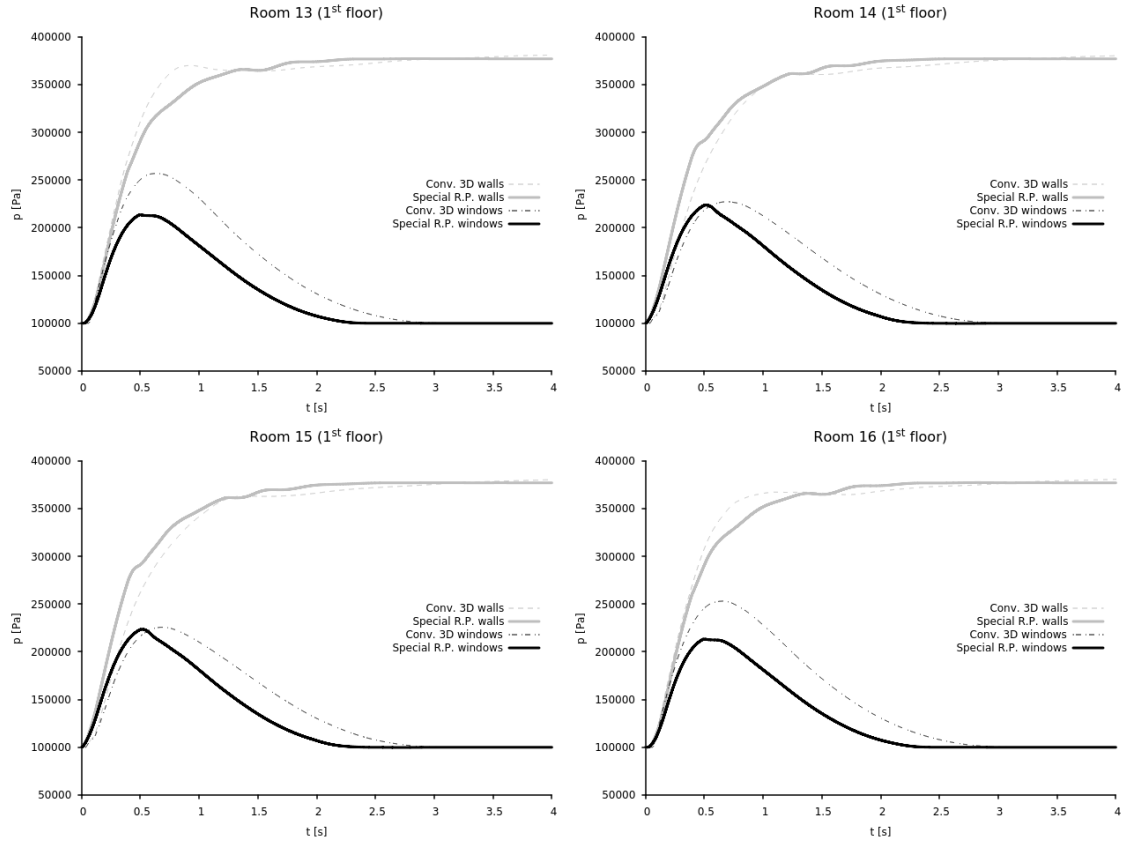 Room 13 (1st floor)
400000
350000
300000
250000
200000
150000
100000
50000
p [Pa]
Conv. 3D walls
Special R.P. walls
Conv. 3D windows
Special R.P. windows
0 0.5 1 1.5 2 2.5 3 3.5 4
t [s]
Room 14 (1st floor)
400000
350000
300000
250000
200000
150000
100000
50000
p [Pa]
Conv. 3D walls
Special R.P. walls
Conv. 3D windows
Special R.P. windows
0 0.5 1 1.5 2 2.5 3 3.5 4
t [s]
Room 15 (1st floor)
400000
350000
300000
250000
200000
150000
100000
50000
p [Pa]
Conv. 3D walls
Special R.P. walls
Conv. 3D windows
Special R.P. windows
0 0.5 1 1.5 2 2.5 3 3.5 4
t [s]
Room 16 (1st floor)
400000
350000
300000
250000
200000
150000
100000
50000
p [Pa]
Conv. 3D walls
Special R.P. walls
Conv. 3D windows
Special R.P. windows
0 0.5 1 1.5 2 2.5 3 3.5 4
t [s]